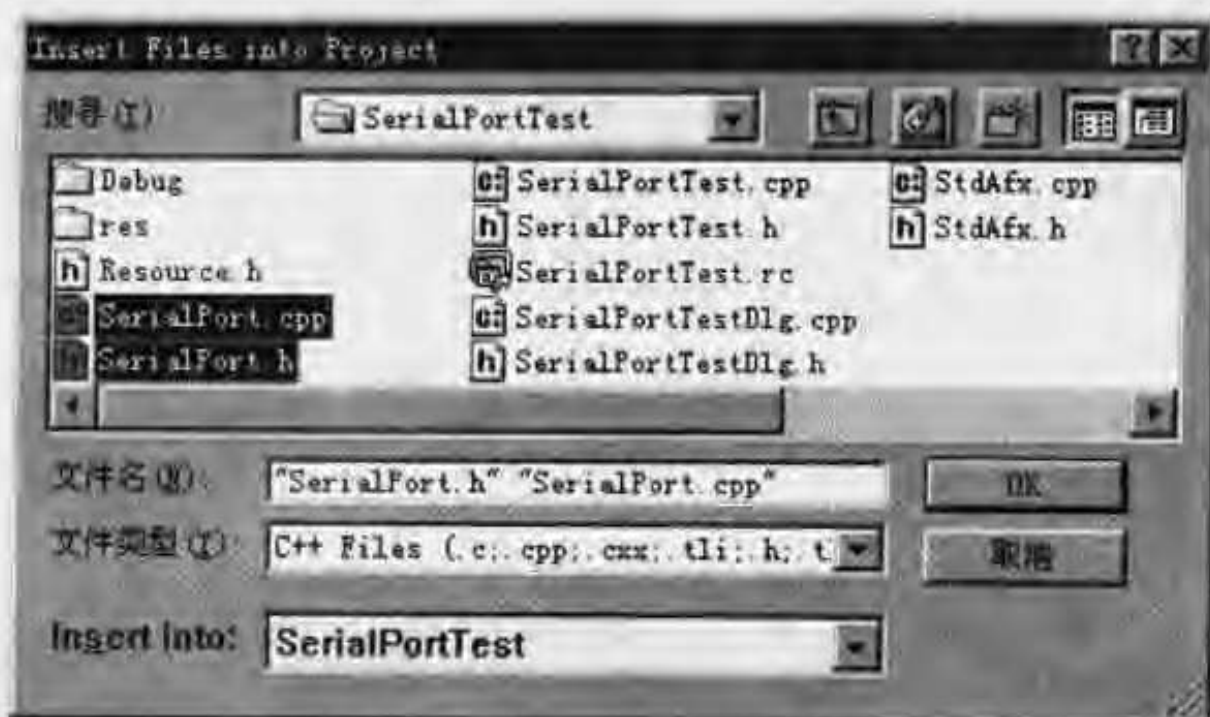 Insert Files into Project
搜寻(I) SerialPortTest
Debug
res
Resource.h
SerialPort.cpp
SerialPort.h
SerialPortTest.cpp
SerialPortTest.h
SerialPortTest.rc
SerialPortTestDlg.cpp
SerialPortTestDlg.h
StdAfx.cpp
StdAfx.h
文件名(N): "SerialPort.h" "SerialPort.cpp" OK
文件类型(T): C++ Files (.c;.cpp;.cxx;.tli;.h;.t 取消
Insert into: SerialPortTest